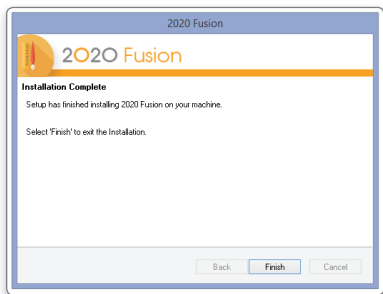 2020 Fusion
2020 Fusion
Installation Complete
Setup has finished installing 2020 Fusion on your machine.
Select 'Finish' to exit the Installation.
Back Finish Cancel